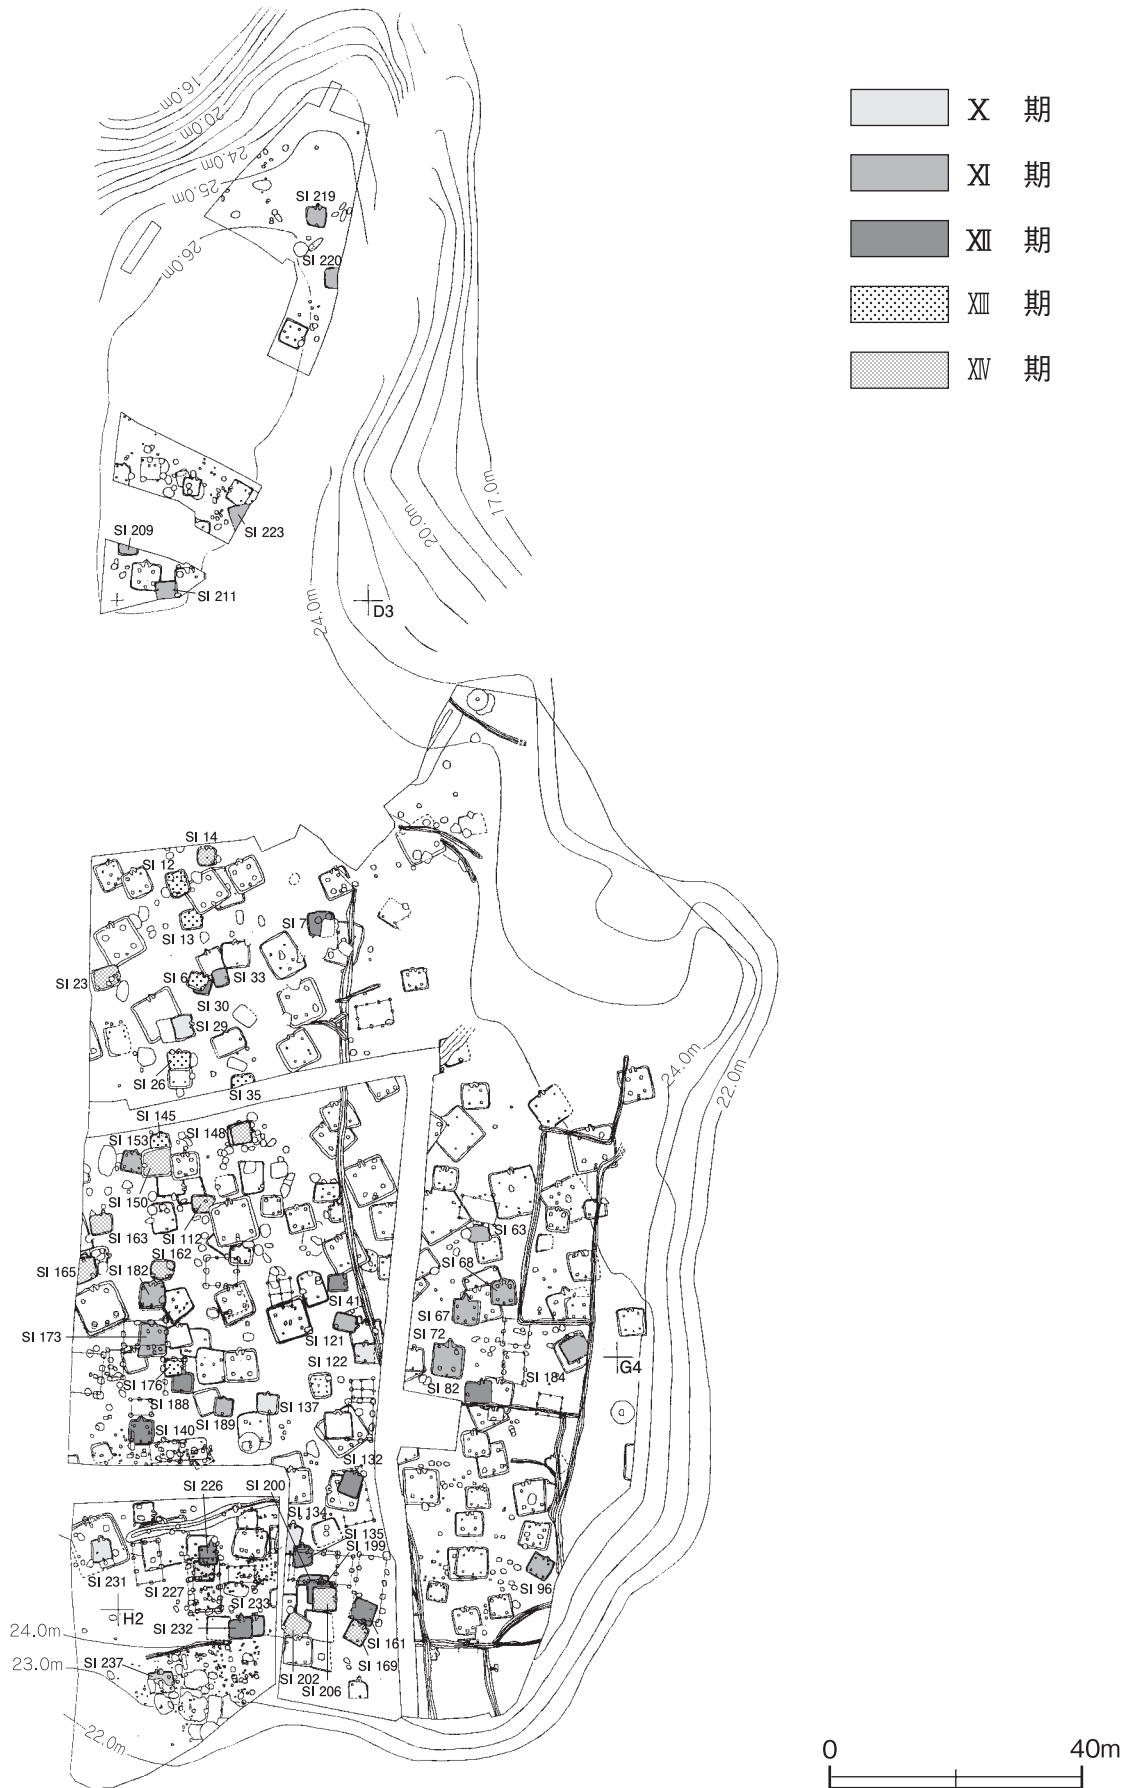 X 期
XI 期
XII 期
XIII 期
XIV 期
16.0m
20.0m
24.0m
25.0m
26.0m
SI 219
SI 220
17.0m
20.0m
SI 223
SI 209
SI 211
D3
24.0m
SI 14
SI 12
SI 13
SI 7
SI 23
SI 6
SI 33
SI 30
SI 29
SI 26
SI 35
24.0m
22.0m
SI 145
SI 153
SI 148
SI 150
SI 163
SI 112
SI 162
SI 165
SI 182
SI 63
SI 68
SI 41
SI 67
SI 173
SI 121
SI 72
SI 122
G4
SI 176
SI 82
SI 184
SI 188
SI 137
SI 189
SI 140
SI 132
SI 226
SI 200
SI 134
SI 135
SI 199
SI 231
SI 227
SI 233
SI 96
H2
SI 232
24.0m
SI 161
23.0m
SI 237
SI 169
SI 202
SI 206
22.0m
0 40m